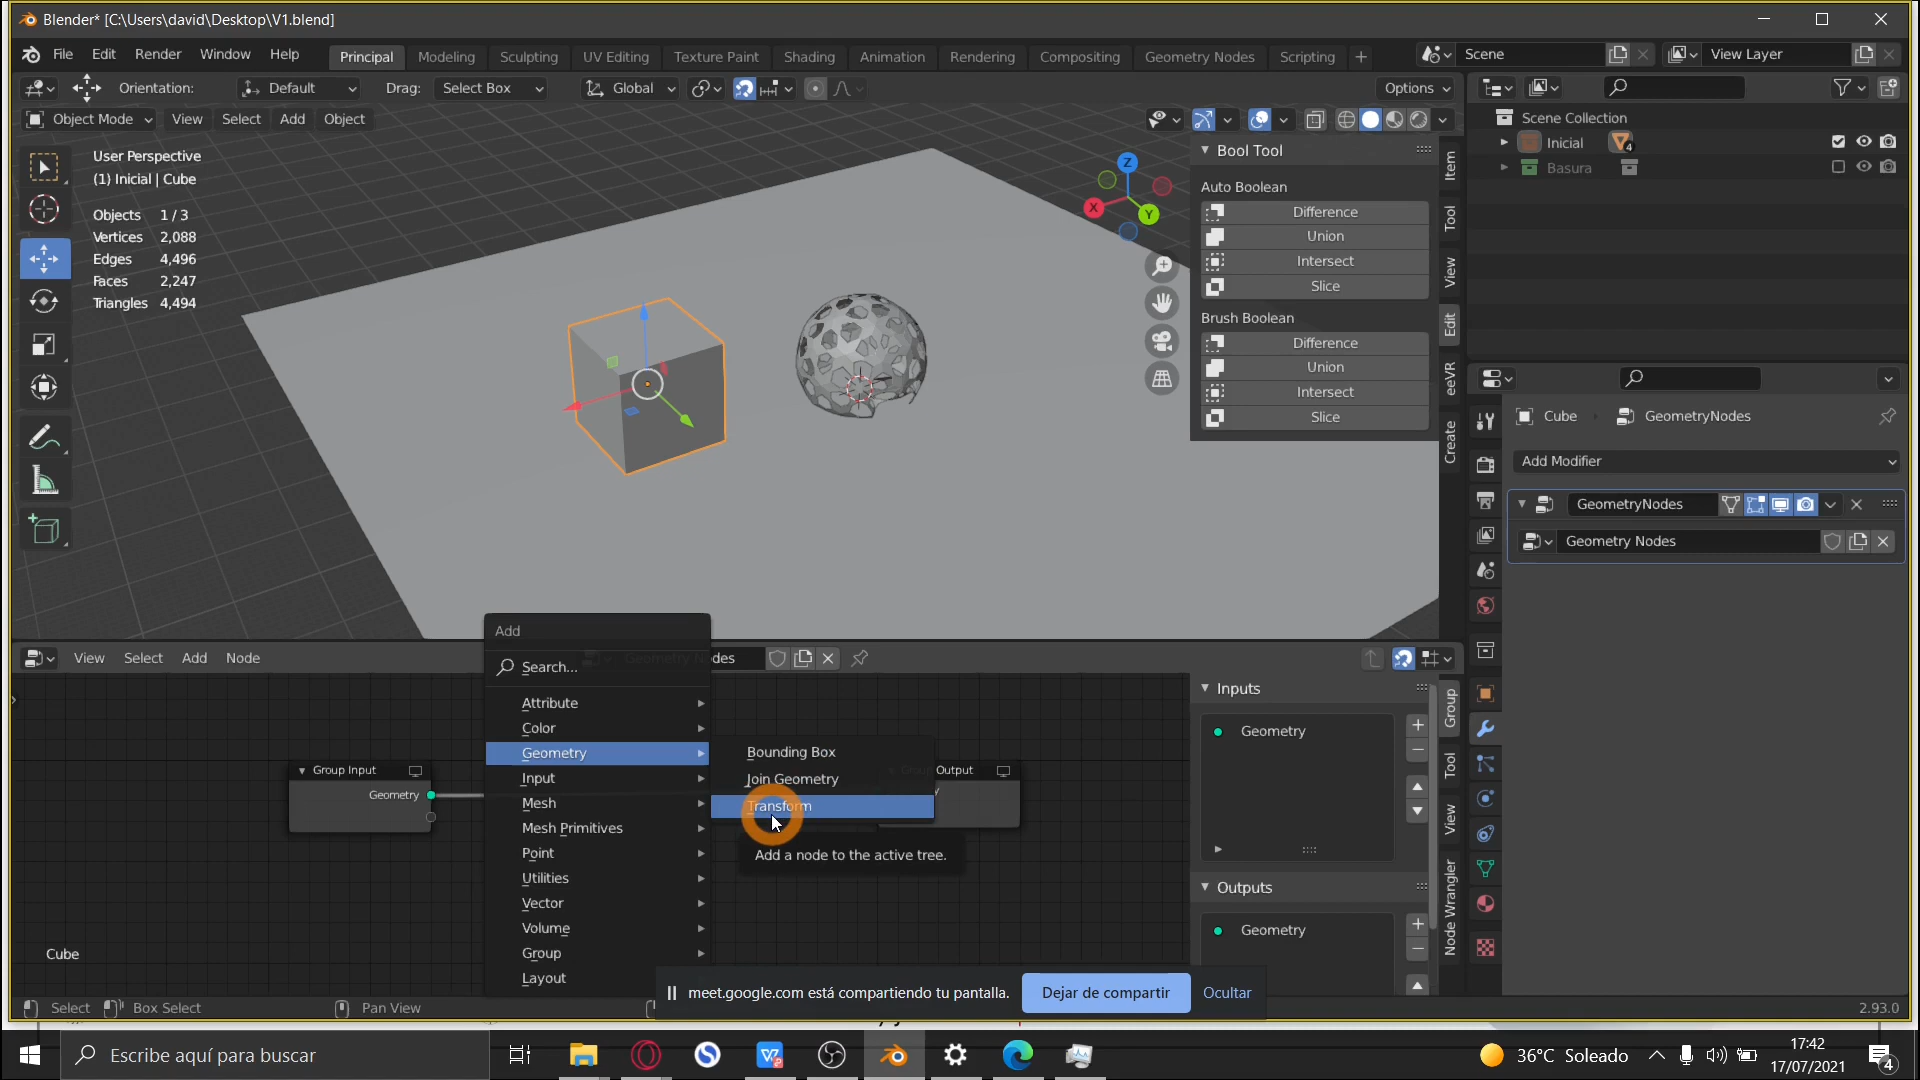 Blender* [C:\Users\david\Desktop\V1.blend]
File Edit Render Window Help Principal Modeling Sculpting UV Editing Texture Paint Shading Animation Rendering Compositing Geometry Nodes Scripting + Scene View Layer
Orientation: Default Drag: Select Box Global Options
Object Mode View Select Add Object
User Perspective
(1) Inicial | Cube
Objects 1/3
Vertices 2,088
Edges 4,496
Faces 2,247
Triangles 4,494
X
Y
Z
Bool Tool
Auto Boolean
Difference
Union
Intersect
Slice
Brush Boolean
Difference
Union
Intersect
Slice
Item
Tool
View
Edit
eeVR
Create
Scene Collection
Inicial 4
Basura
Cube GeometryNodes
Add Modifier
GeometryNodes
Geometry Nodes
View Select Add Node
Geometry Nodes
Add
Search...
Attribute
Color
Geometry
Input
Mesh
Mesh Primitives
Point
Utilities
Vector
Volume
Group
Layout
Bounding Box
Join Geometry
Transform
Add a node to the active tree.
Group Input
Geometry
Group Output
Cube
Inputs
Geometry
Outputs
Geometry
Group
Tool
View
Node Wrangler
Select Box Select Pan View
2.93.0
meet.google.com está compartiendo tu pantalla. Dejar de compartir Ocultar
Escribe aquí para buscar
36°C Soleado
17:42
17/07/2021
4